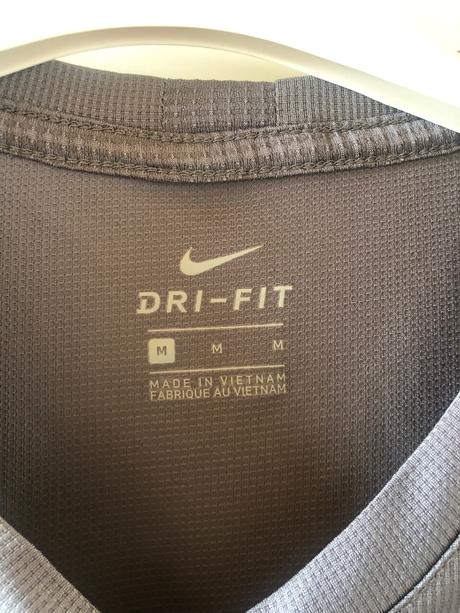 DRI-FIT
M M M
MADE IN VIETNAM
FABRIQUE AU VIETNAM